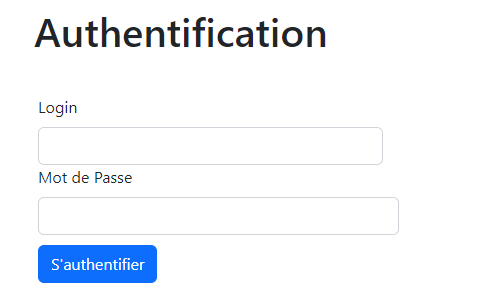 Authentification
Login
Mot de Passe
S'authentifier